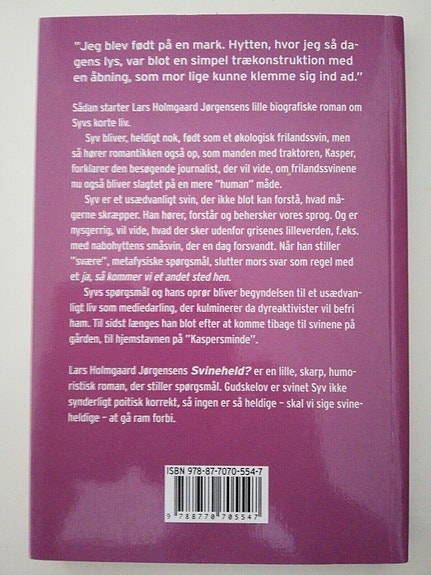 "Jeg blev født på en mark. Hytten, hvor jeg så da-
gens lys, var blot en simpel trækonstruktion med
en åbning, som mor lige kunne klemme sig ind ad."
Sådan starter Lars Holmgaard Jørgensens lille biografiske roman om
Syvs korte liv.
Syv bliver, heldigt nok, født som et økologisk frilandssvin, men
så hører romantikken også op, som manden med traktoren, Kasper,
forklarer den besøgende journalist, der vil vide, om frilandssvinene
nu også bliver slagtet på en mere "human" måde.
Syv er et usædvanligt svin, der ikke blot kan forstå, hvad må-
gerne skræpper. Han hører, forstår og behersker vores sprog. Og er
nysgerrig, vil vide, hvad der sker udenfor grisenes lilleverden, f.eks.
med nabohyttens småsvin, der en dag forsvandt. Når han stiller
"svære", metafysiske spørgsmål, slutter mors svar som regel med
et ja, så kommer vi et andet sted hen.
Syvs spørgsmål og hans oprør bliver begyndelsen til et usædvan-
ligt liv som mediedarling, der kulminerer da dyreaktivister vil befri
ham. Til sidst længes han blot efter at komme tibage til svinene på
gården, til hjemstavnen på "Kaspersminde".
Lars Holmgaard Jørgensens Svineheld? er en lille, skarp, humo-
ristisk roman, der stiller spørgsmål. Gudskelov er svinet Syv ikke
synderligt poitisk korrekt, så ingen er så heldige – skal vi sige svine-
heldige – at gå ram forbi.
ISBN 978-87-7070-554-7
9 788770 705547